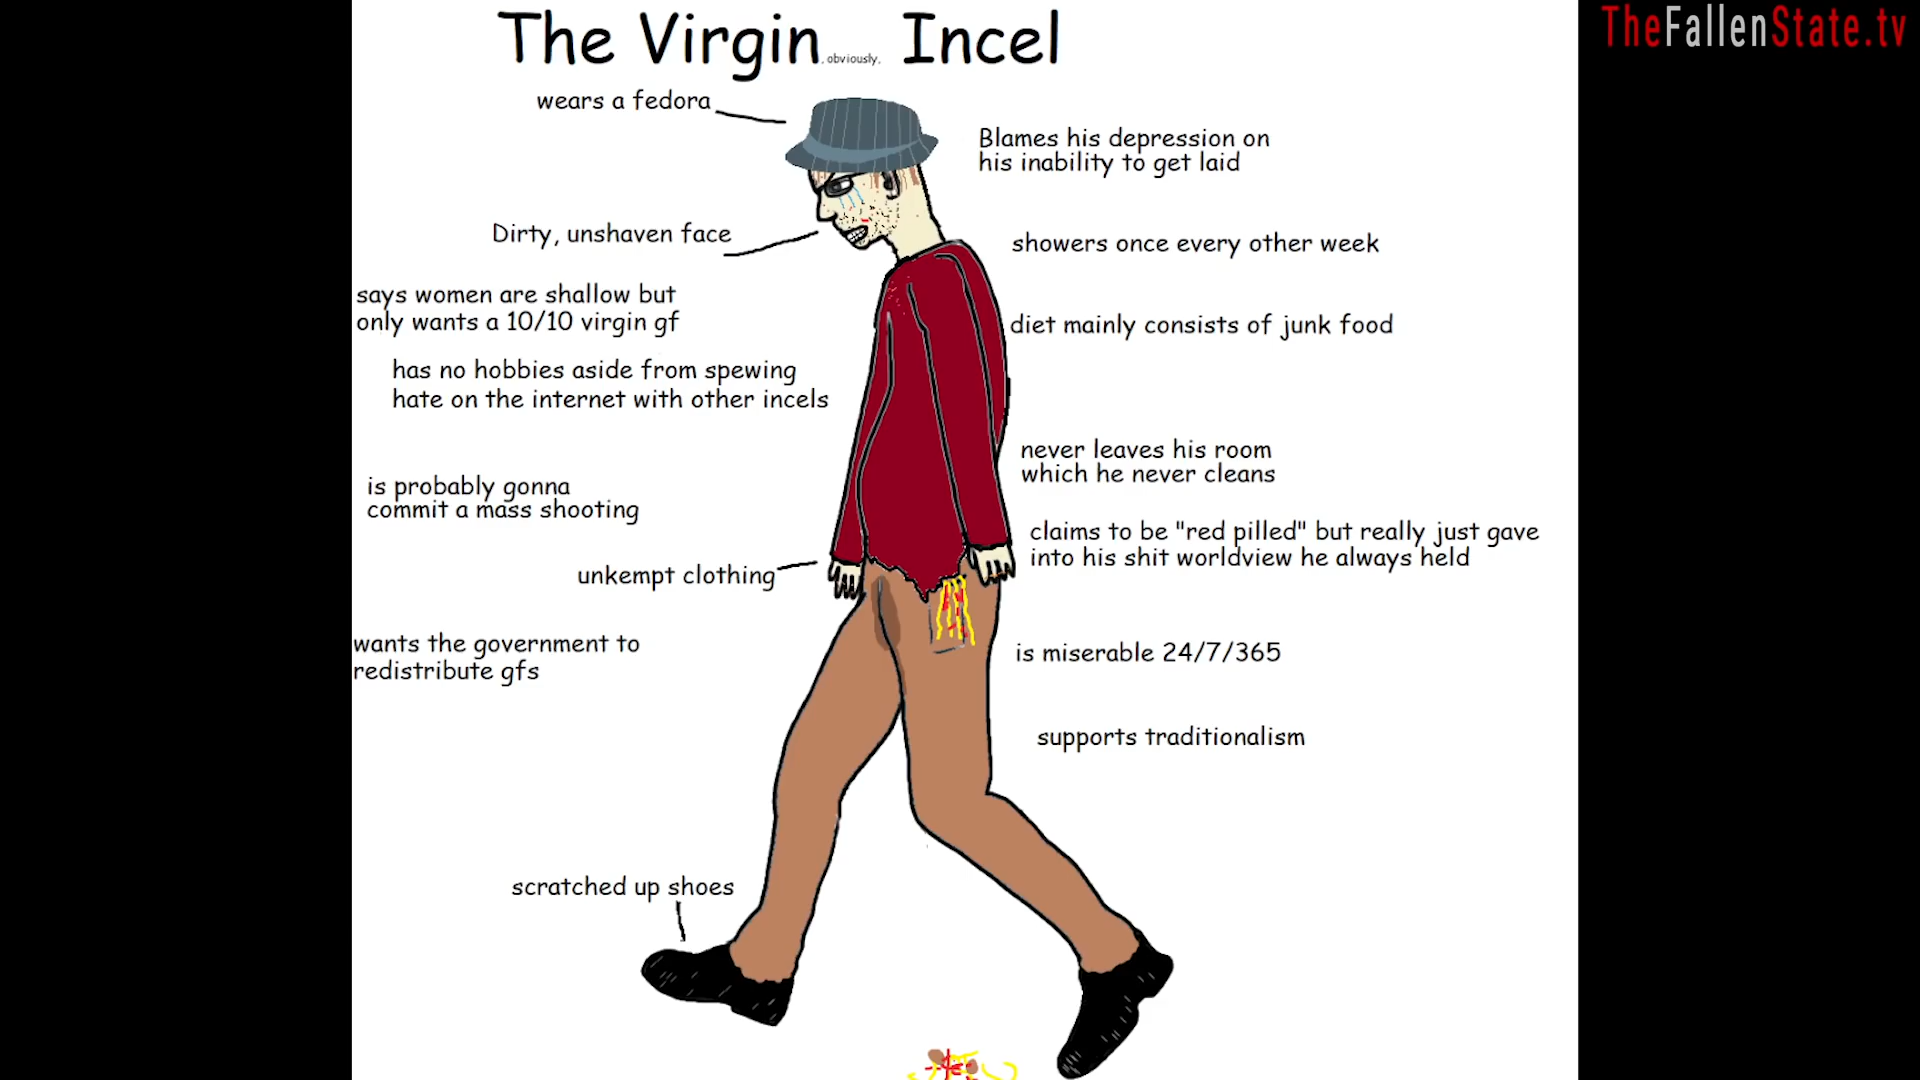 The Virgin, obviously, Incel
TheFallenState.tv
wears a fedora
Blames his depression on
his inability to get laid
Dirty, unshaven face
showers once every other week
says women are shallow but
only wants a 10/10 virgin gf
diet mainly consists of junk food
has no hobbies aside from spewing
hate on the internet with other incels
never leaves his room
which he never cleans
is probably gonna
commit a mass shooting
claims to be "red pilled" but really just gave
into his shit worldview he always held
unkempt clothing
wants the government to
redistribute gfs
is miserable 24/7/365
supports traditionalism
scratched up shoes